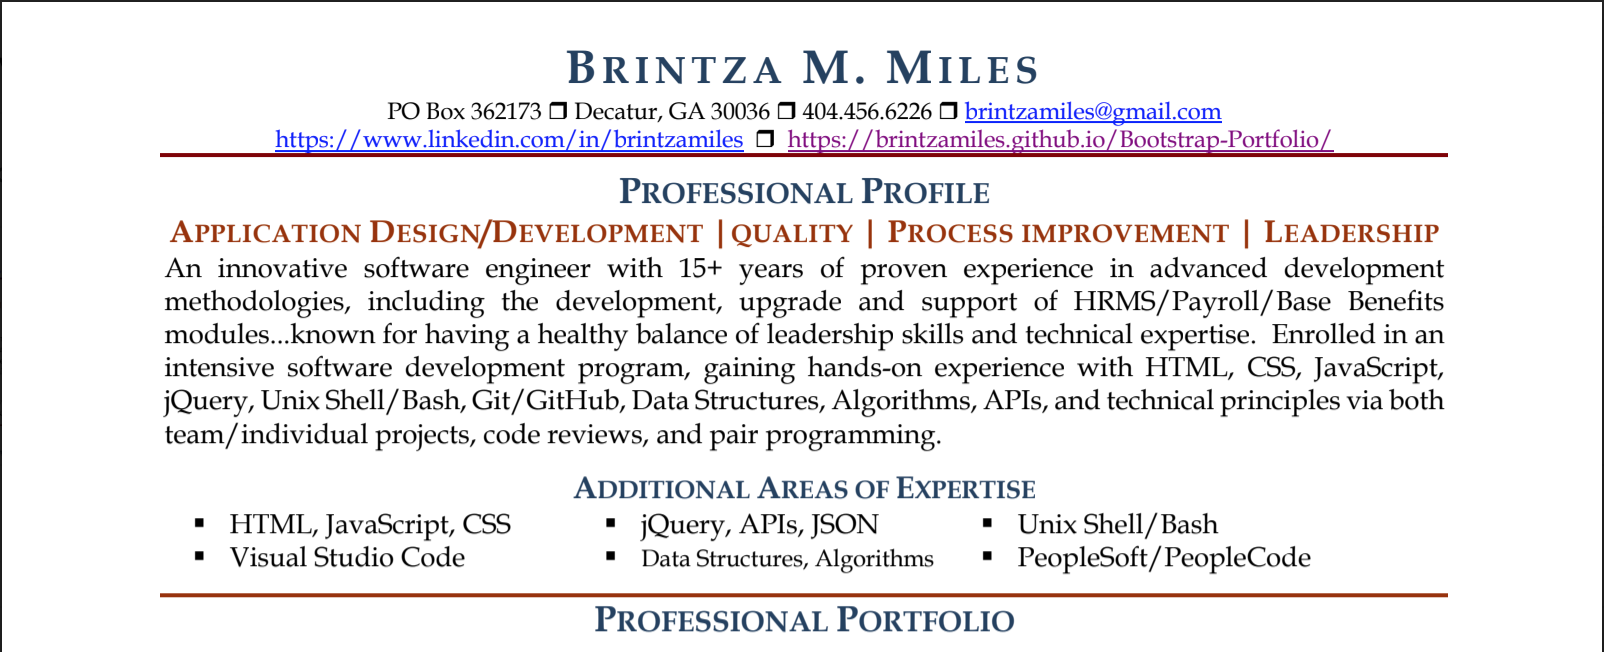 BRINTZA M. MILES
PO Box 362173 ❒ Decatur, GA 30036 ❒ 404.456.6226 ❒ brintzamiles@gmail.com
https://www.linkedin.com/in/brintzamiles ❒ https://brintzamiles.github.io/Bootstrap-Portfolio/
PROFESSIONAL PROFILE
APPLICATION DESIGN/DEVELOPMENT |QUALITY | PROCESS IMPROVEMENT | LEADERSHIP
An innovative software engineer with 15+ years of proven experience in advanced development
methodologies, including the development, upgrade and support of HRMS/Payroll/Base Benefits
modules...known for having a healthy balance of leadership skills and technical expertise. Enrolled in an
intensive software development program, gaining hands-on experience with HTML, CSS, JavaScript,
jQuery, Unix Shell/Bash, Git/GitHub, Data Structures, Algorithms, APIs, and technical principles via both
team/individual projects, code reviews, and pair programming.
ADDITIONAL AREAS OF EXPERTISE
▪ HTML, JavaScript, CSS ▪ jQuery, APIs, JSON ▪ Unix Shell/Bash
▪ Visual Studio Code ▪ Data Structures, Algorithms ▪ PeopleSoft/PeopleCode
PROFESSIONAL PORTFOLIO